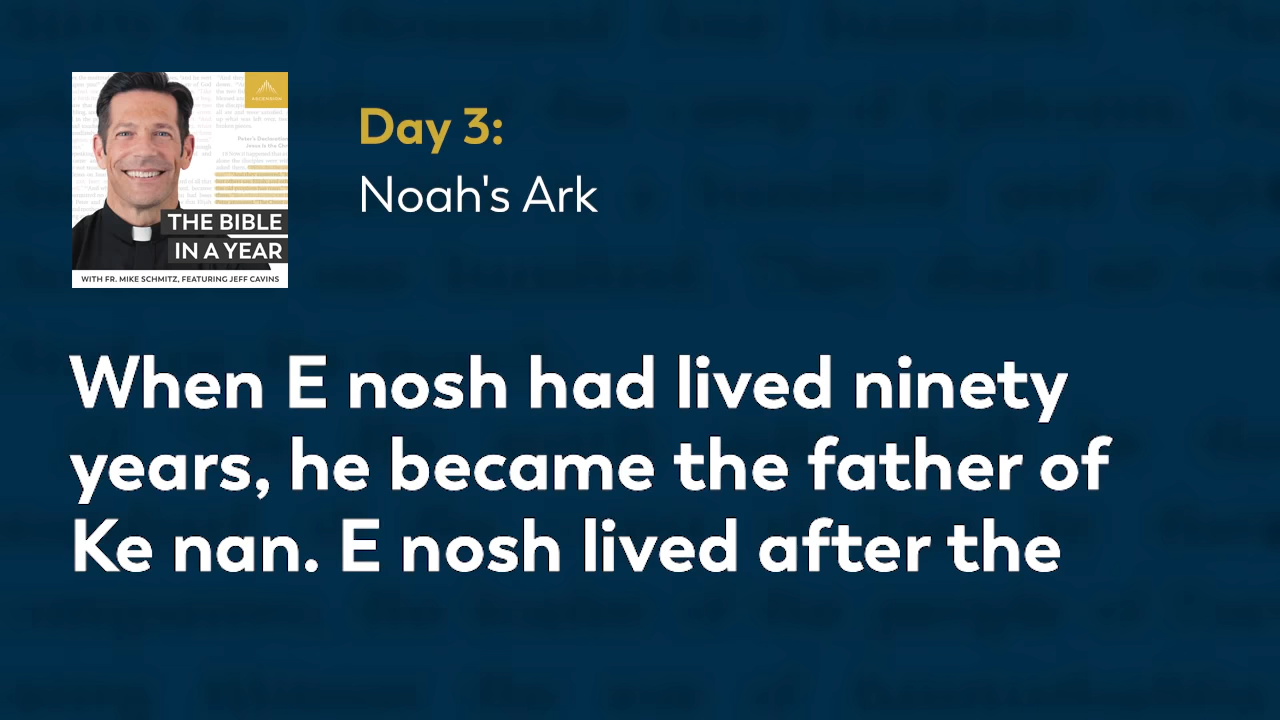 Day 3:
Noah's Ark
THE BIBLE
IN A YEAR
WITH FR. MIKE SCHMITZ, FEATURING JEFF CAVINS
When E nosh had lived ninety
years, he became the father of
Ke nan. E nosh lived after the